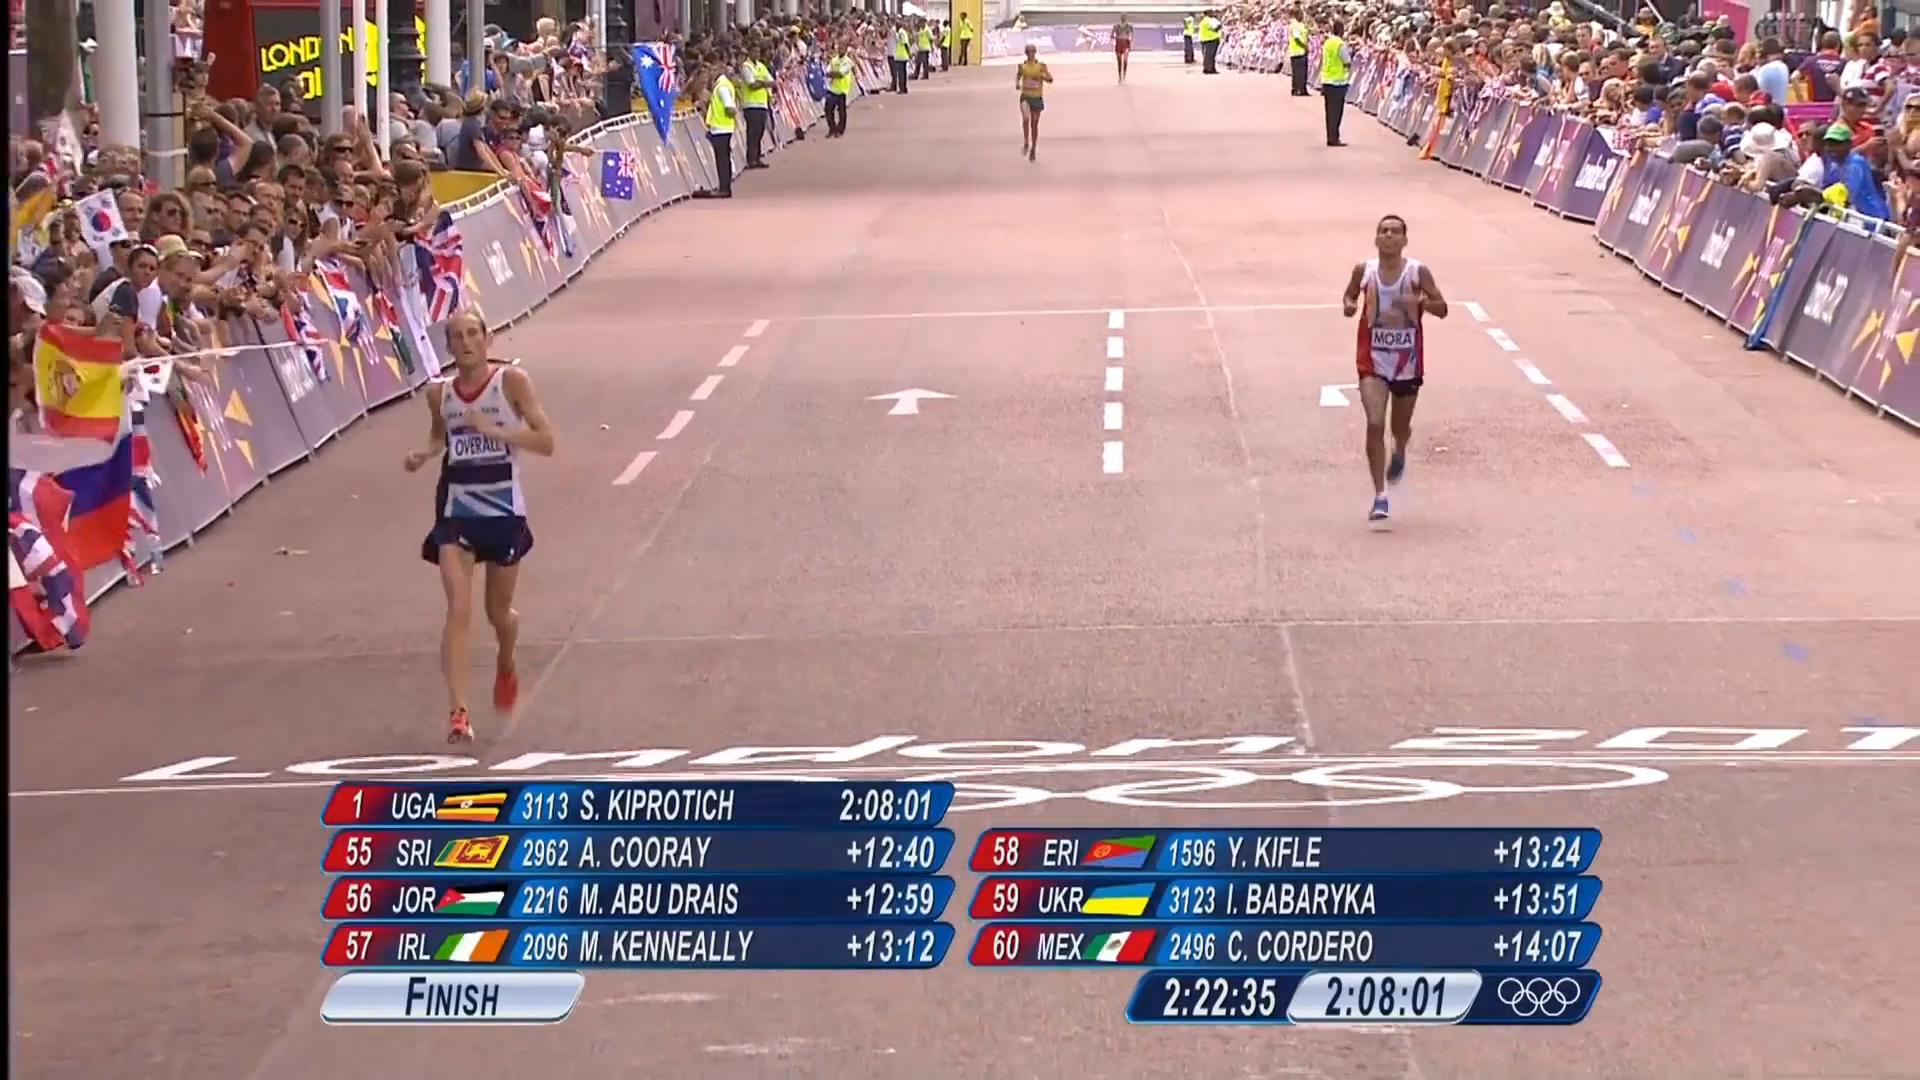 LONDON
MORA
OVERALL
London 201
1 UGA 3113 S. KIPROTICH 2:08:01
55 SRI 2962 A. COORAY +12:40
56 JOR 2216 M. ABU DRAIS +12:59
57 IRL 2096 M. KENNEALLY +13:12
58 ERI 1596 Y. KIFLE +13:24
59 UKR 3123 I. BABARYKA +13:51
60 MEX 2496 C. CORDERO +14:07
FINISH
2:22:35 2:08:01